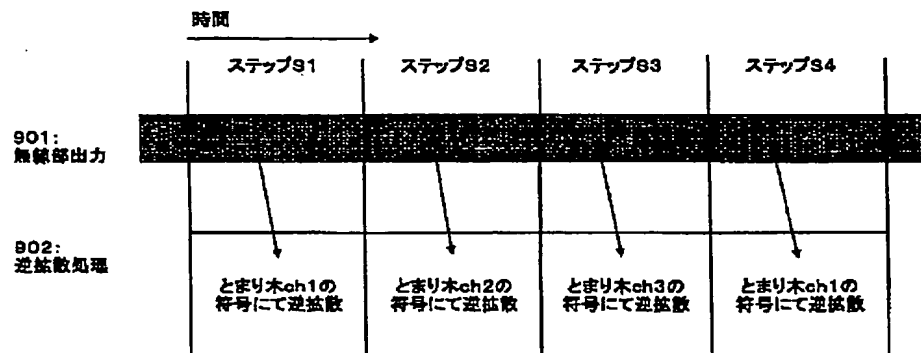 時間
ステップS1
ステップS2
ステップS3
ステップS4
901:
無線部出力
902:
逆拡散処理
とまり木ch1の
符号にて逆拡散
とまり木ch2の
符号にて逆拡散
とまり木ch3の
符号にて逆拡散
とまり木ch1の
符号にて逆拡散